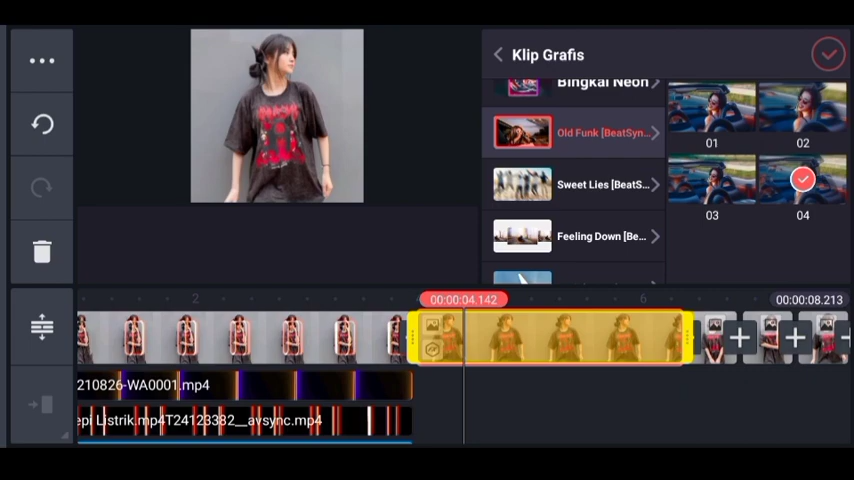 Klip Grafis
Bingkai Neon
Old Funk [BeatSyn...
Sweet Lies [BeatS...
Feeling Down [Be...
01
02
03
04
2
00:00:04.142
6
00:00:08.213
210826-WA0001.mp4
epi Listrik.mp4T24123382__avsync.mp4